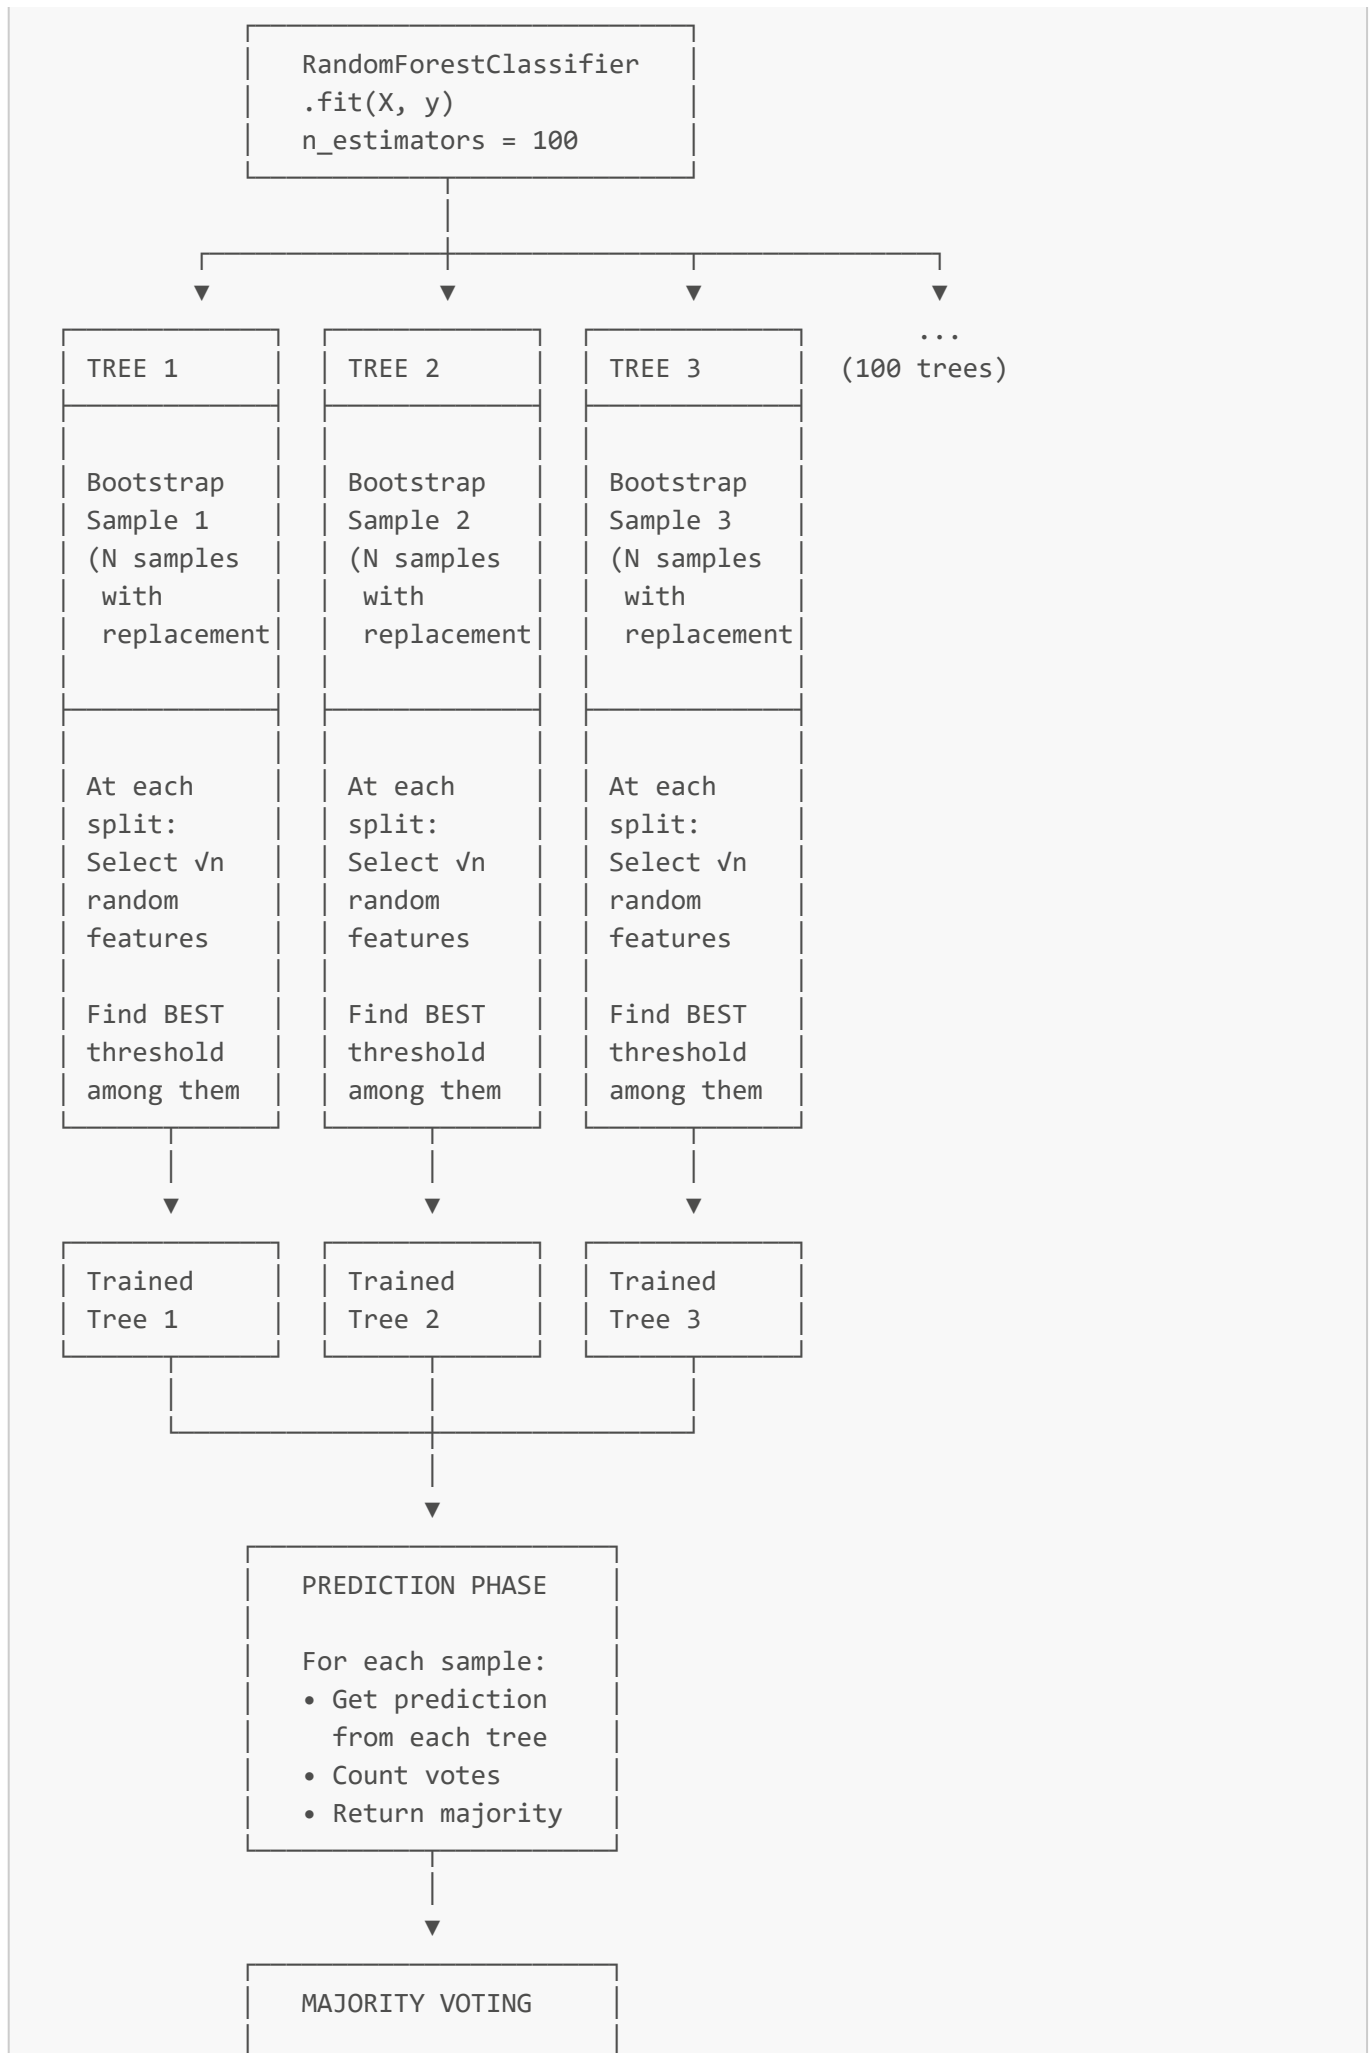 RandomForestClassifier
.fit(X, y)
n_estimators = 100
...
TREE 1 TREE 2 TREE 3 (100 trees)
Bootstrap Bootstrap Bootstrap
Sample 1 Sample 2 Sample 3
(N samples (N samples (N samples
with with with
replacement replacement replacement
At each At each At each
split: split: split:
Select √n Select √n Select √n
random random random
features features features
Find BEST Find BEST Find BEST
threshold threshold threshold
among them among them among them
Trained Trained Trained
Tree 1 Tree 2 Tree 3
PREDICTION PHASE
For each sample:
• Get prediction
from each tree
• Count votes
• Return majority
MAJORITY VOTING